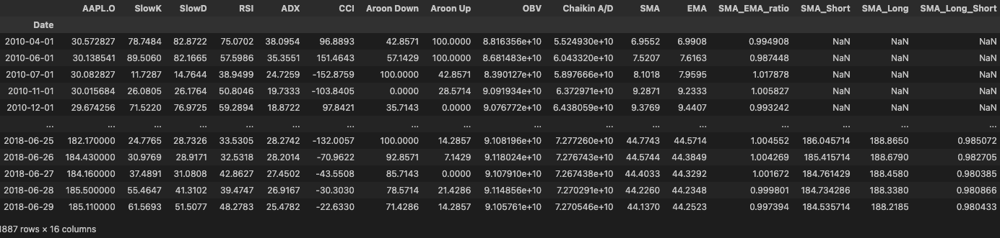 AAPL.O SlowK SlowD RSI ADX CCI Aroon Down Aroon Up OBV Chaikin A/D SMA EMA SMA_EMA_ratio SMA_Short SMA_Long SMA_Long_Short
Date
2010-04-01 30.572827 78.7484 82.8722 75.0702 38.0954 96.8893 42.8571 100.0000 8.816356e+10 5.524930e+10 6.9552 6.9908 0.994908 NaN NaN NaN
2010-06-01 30.138541 89.5060 82.1665 57.5986 35.3551 151.4643 57.1429 100.0000 8.681483e+10 6.043320e+10 7.5207 7.6163 0.987448 NaN NaN NaN
2010-07-01 30.082827 11.7287 14.7644 38.9499 24.7259 -152.8759 100.0000 42.8571 8.390127e+10 5.897666e+10 8.1018 7.9595 1.017878 NaN NaN NaN
2010-11-01 30.015684 26.0805 26.1764 50.8046 19.7333 -103.8405 0.0000 28.5714 9.091934e+10 6.372971e+10 9.2871 9.2333 1.005827 NaN NaN NaN
2010-12-01 29.674256 71.5220 76.9725 59.2894 18.8722 97.8421 35.7143 0.0000 9.076772e+10 6.438059e+10 9.3769 9.4407 0.993242 NaN NaN NaN
... ... ... ... ... ... ... ... ... ... ... ... ... ... ... ... ...
2018-06-25 182.170000 24.7765 28.7326 33.5305 28.2742 -132.0057 100.0000 14.2857 9.108196e+10 7.277260e+10 44.7743 44.5714 1.004552 186.045714 188.8650 0.985072
2018-06-26 184.430000 30.9769 28.9171 32.5318 28.2014 -70.9622 92.8571 7.1429 9.118024e+10 7.276743e+10 44.5744 44.3849 1.004269 185.415714 188.6790 0.982705
2018-06-27 184.160000 37.4891 31.0808 42.8627 27.4502 -43.5508 85.7143 0.0000 9.107910e+10 7.267438e+10 44.4033 44.3292 1.001672 184.761429 188.4580 0.980385
2018-06-28 185.500000 55.4647 41.3102 39.4747 26.9167 -30.3030 78.5714 21.4286 9.114856e+10 7.270291e+10 44.2260 44.2348 0.999801 184.734286 188.3380 0.980866
2018-06-29 185.110000 61.5693 51.5077 48.2783 25.4782 -22.6330 71.4286 14.2857 9.105761e+10 7.270546e+10 44.1370 44.2523 0.997394 184.535714 188.2185 0.980433
1887 rows × 16 columns